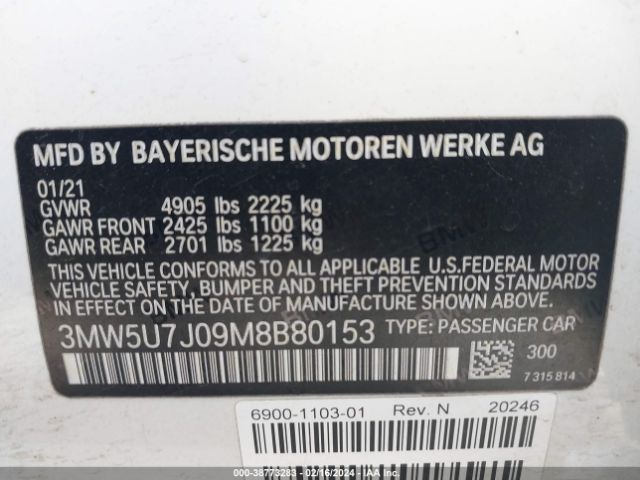 MFD BY BAYERISCHE MOTOREN WERKE AG
01/21
GVWR 4905 lbs 2225 kg
GAWR FRONT 2425 lbs 1100 kg
GAWR REAR 2701 lbs 1225 kg
THIS VEHICLE CONFORMS TO ALL APPLICABLE U.S.FEDERAL MOTOR
VEHICLE SAFETY, BUMPER AND THEFT PREVENTION STANDARDS
IN EFFECT ON THE DATE OF MANUFACTURE SHOWN ABOVE.
3MW5U7J09M8B80153 TYPE: PASSENGER CAR
300
7 315 814
6900-1103-01 Rev. N 20246
000-38773283 - 02/16/2024 - IAA Inc.